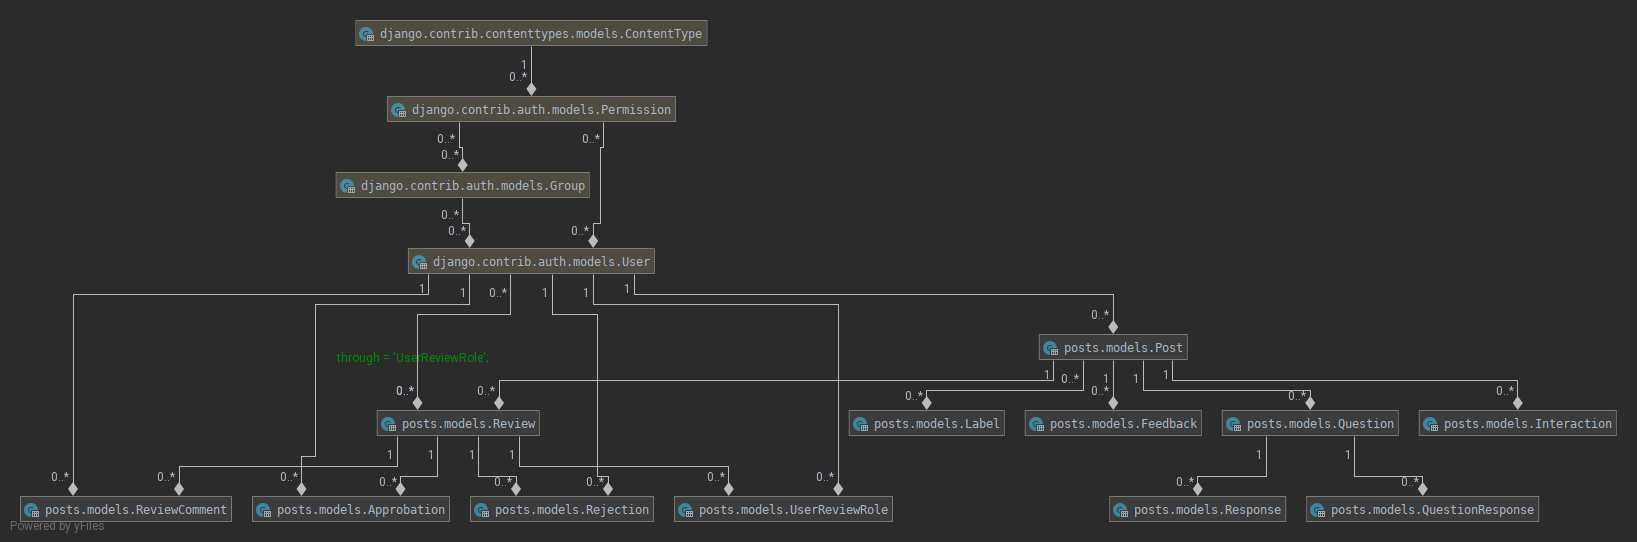 django.contrib.contenttypes.models.ContentType
1
0..*
django.contrib.auth.models.Permission
0..* 0..*
0..*
django.contrib.auth.models.Group
0..*
0..* 0..*
django.contrib.auth.models.User
1 1 0..* 1 1 1
0..*
posts.models.Post
through = 'UserReviewRole';
1 0..* 1 1 1
0..* 0..* 0..* 0..* 0..* 0..*
posts.models.Review posts.models.Label posts.models.Feedback posts.models.Question posts.models.Interaction
1 1 1 1 1 1
0..* 0..* 0..* 0..* 0..* 0..* 0..* 0..* 0..* 0..*
posts.models.ReviewComment posts.models.Approbation posts.models.Rejection posts.models.UserReviewRole posts.models.Response posts.models.QuestionResponse
Powered by yFiles